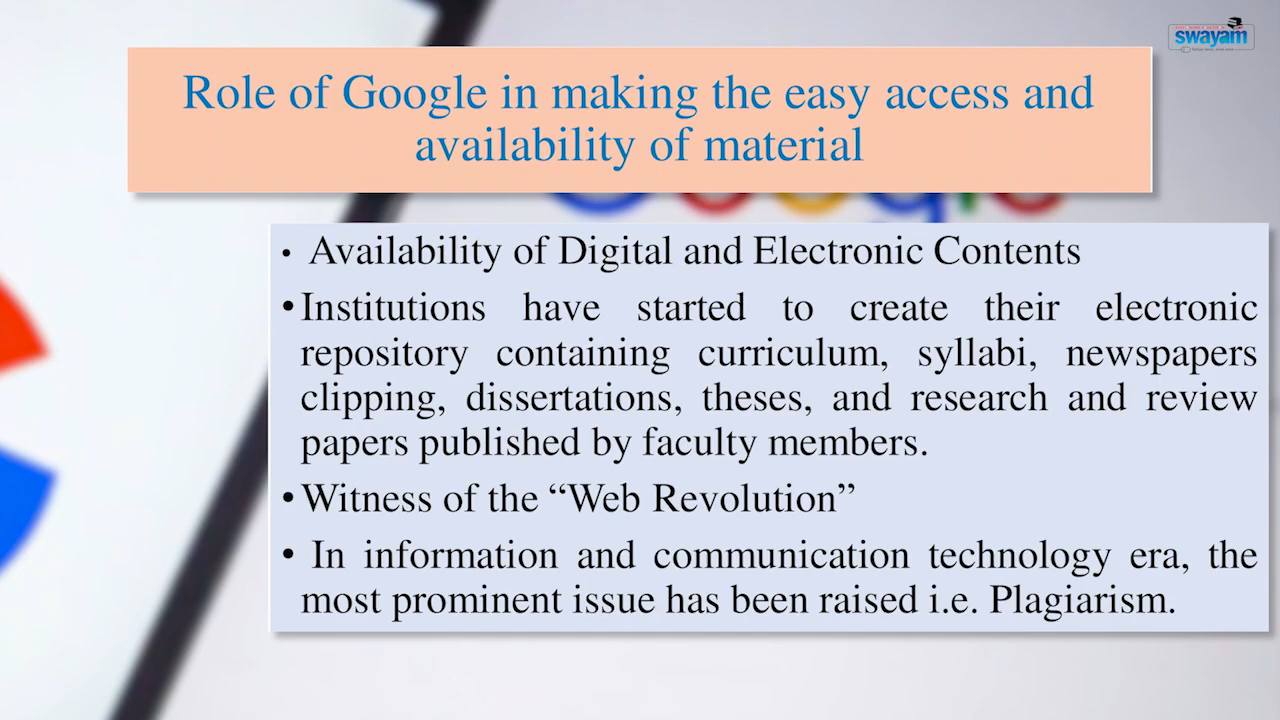 swayam
Role of Google in making the easy access and
availability of material
• Availability of Digital and Electronic Contents
• Institutions have started to create their electronic
repository containing curriculum, syllabi, newspapers
clipping, dissertations, theses, and research and review
papers published by faculty members.
• Witness of the “Web Revolution”
• In information and communication technology era, the
most prominent issue has been raised i.e. Plagiarism.